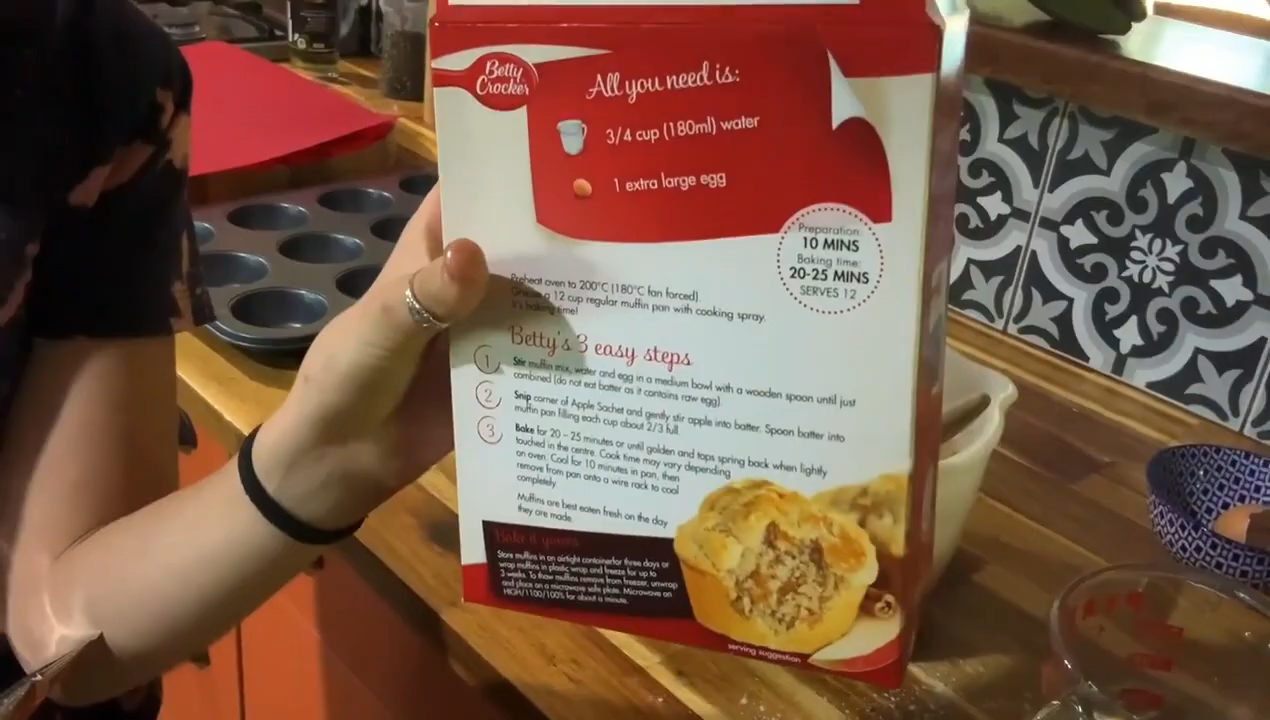 Betty
Crocker
All you need is:
3/4 cup (180ml) water
1 extra large egg
Preparation:
10 MINS
Baking time:
20-25 MINS
SERVES 12
Preheat oven to 200°C (180°C fan forced).
Grease a 12 cup regular muffin pan with cooking spray.
It's baking time!
Betty's 3 easy steps
1 Stir muffin mix, water and egg in a medium bowl with a wooden spoon until just
combined (do not eat batter as it contains raw egg).
2 Snip corner of Apple Sachet and gently stir apple into batter. Spoon batter into
muffin pan filling each cup about 2/3 full.
3 Bake for 20 – 25 minutes or until golden and tops spring back when lightly
touched in the centre. Cook time may vary depending
on oven. Cool for 10 minutes in pan, then
remove from pan onto a wire rack to cool
completely.
Muffins are best eaten fresh on the day
they are made.
Bake it yours
Store muffins in an airtight container for three days or
wrap muffins in plastic wrap and freeze for up to
3 weeks. To thaw muffins remove from freezer, unwrap
and place on a microwave safe plate. Microwave on
HIGH/1100/100% for about a minute.
serving suggestion